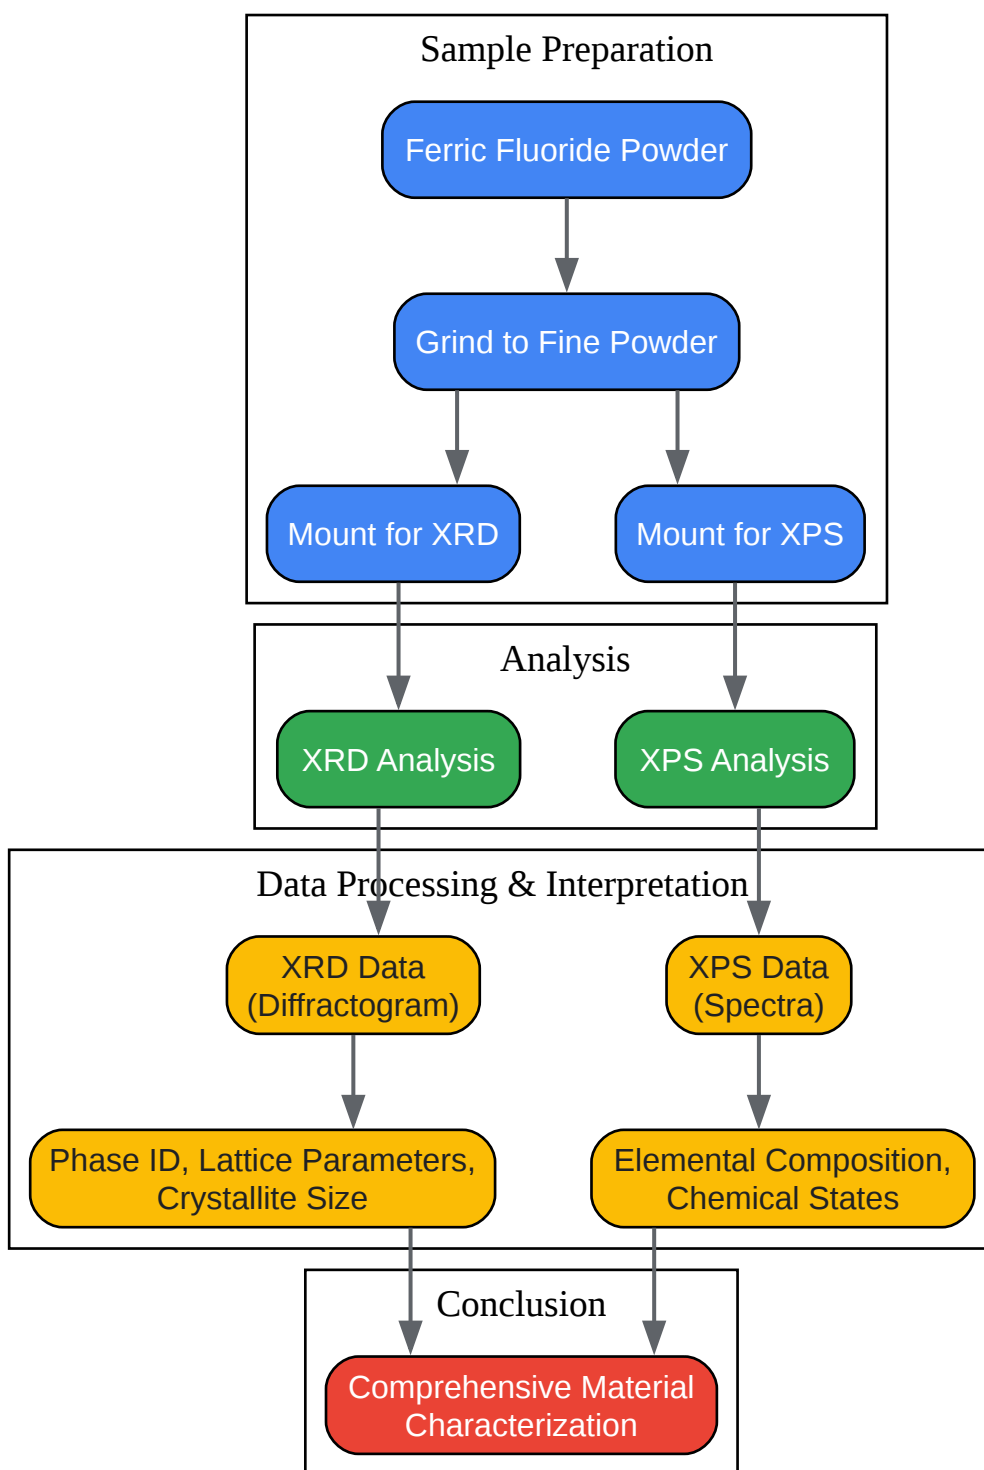 Sample Preparation
Ferric Fluoride Powder
Grind to Fine Powder
Mount for XRD
Mount for XPS
Analysis
XRD Analysis
XPS Analysis
Data Processing & Interpretation
XRD Data
(Diffractogram)
XPS Data
(Spectra)
Phase ID, Lattice Parameters,
Crystallite Size
Elemental Composition,
Chemical States
Conclusion
Comprehensive Material
Characterization